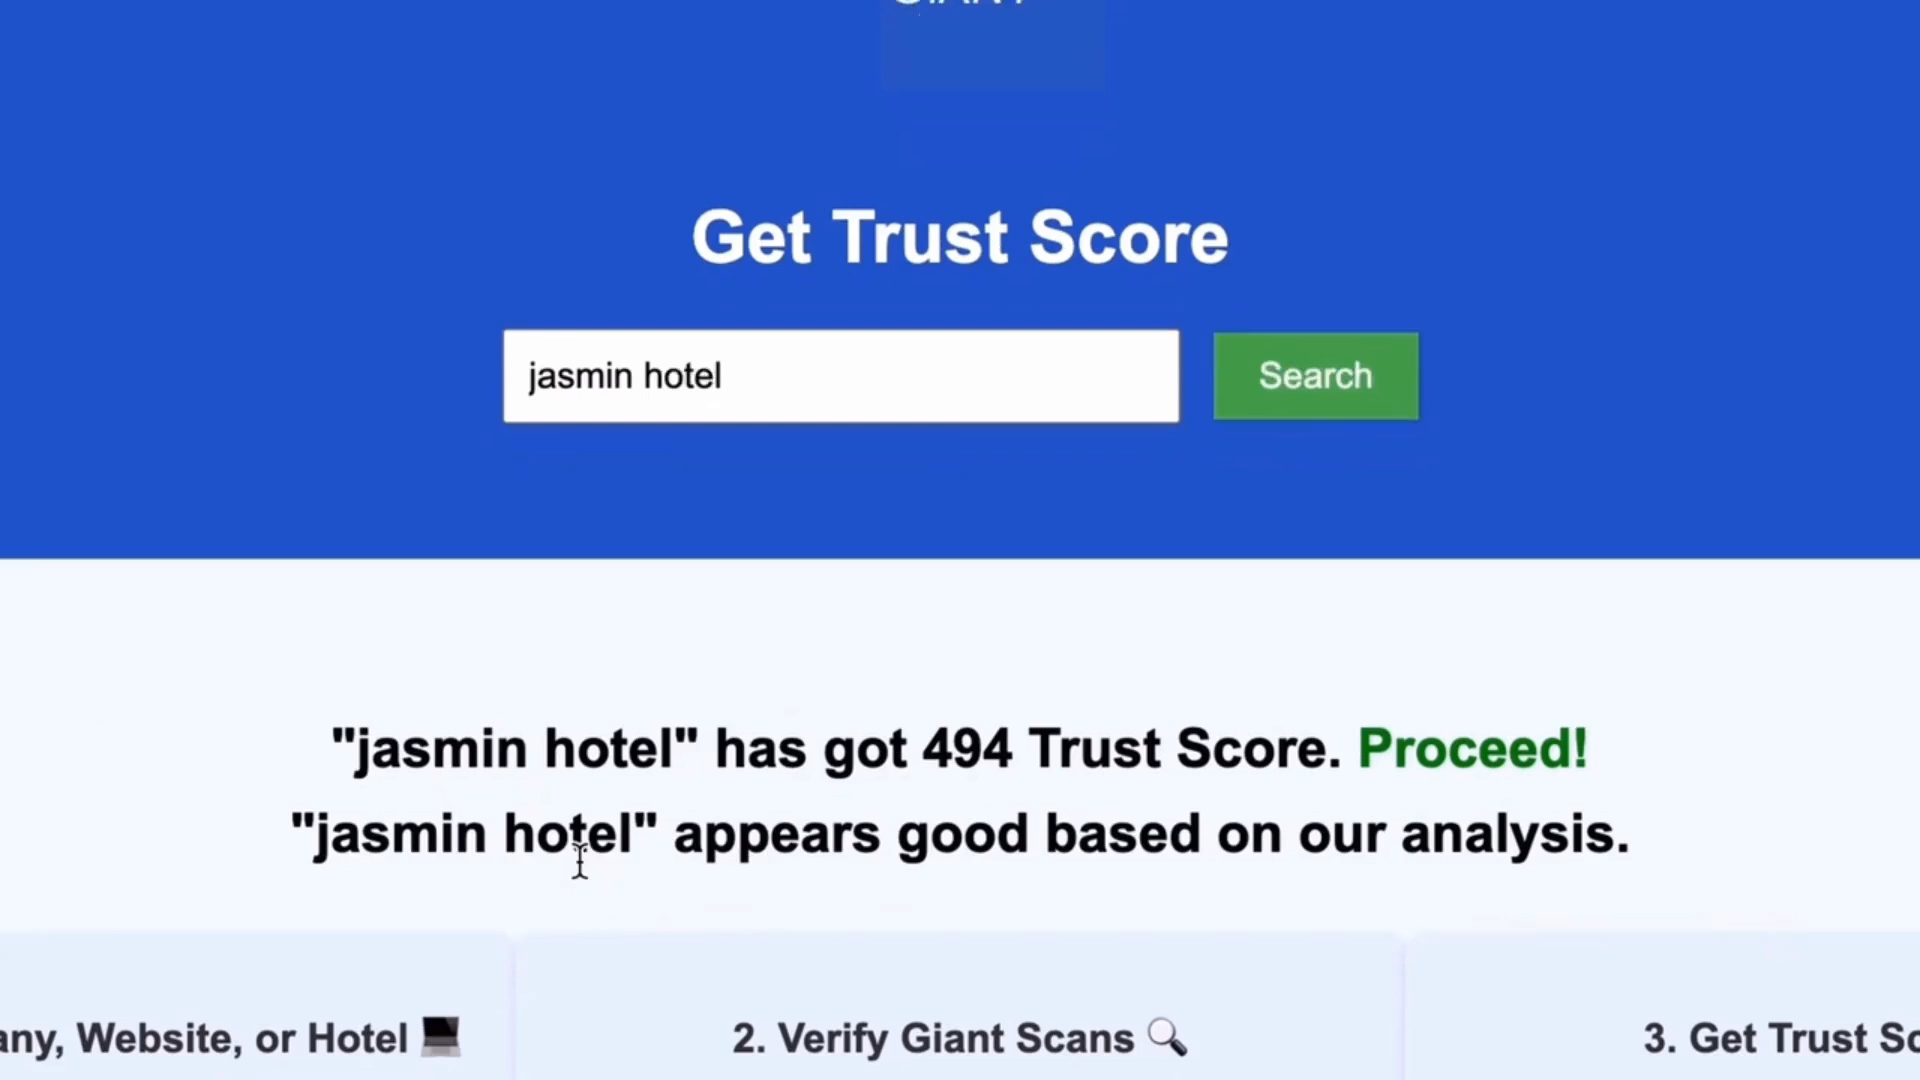 GIANT
Get Trust Score
jasmin hotel
Search
"jasmin hotel" has got 494 Trust Score. Proceed!
"jasmin hotel" appears good based on our analysis.
any, Website, or Hotel
2. Verify Giant Scans
3. Get Trust Sc